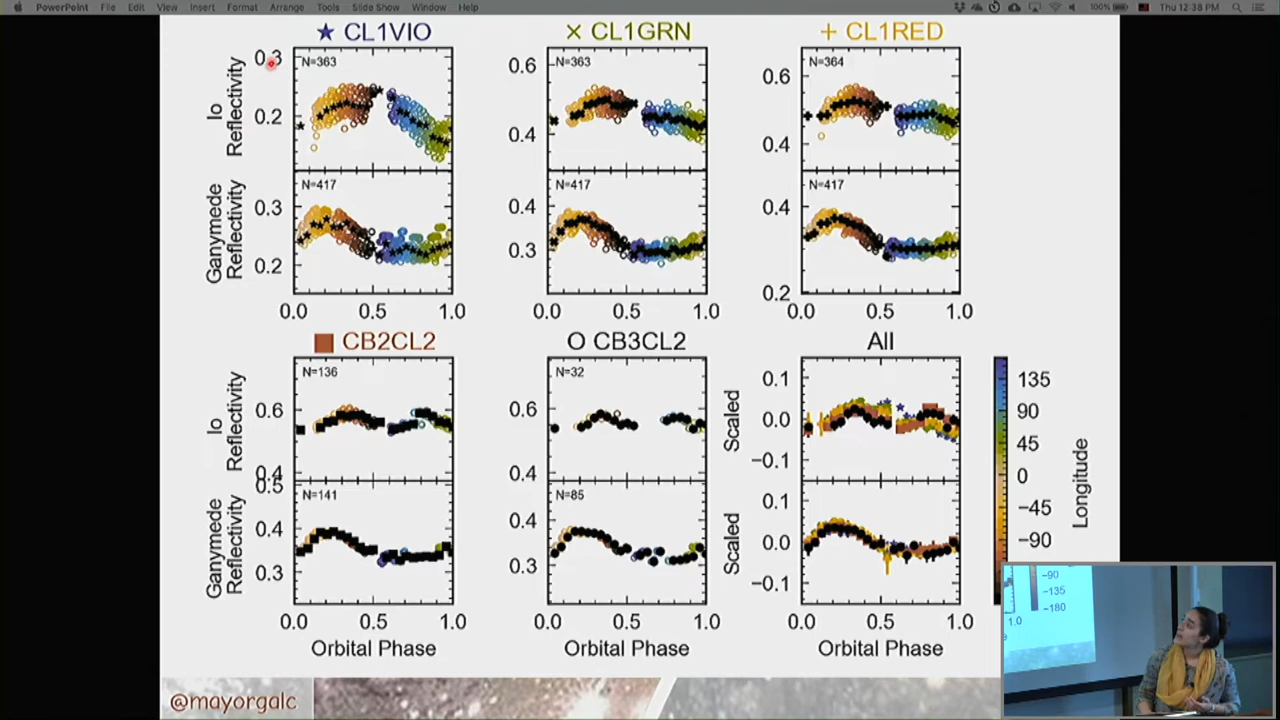 PowerPoint File Edit View Insert Format Arrange Tools Slide Show Window Help 100% Thu 12:38 PM
★ CL1VIO × CL1GRN + CL1RED
Io Reflectivity
0.3
0.2
N=363
0.6
0.4
N=363
0.6
0.4
N=364
Ganymede Reflectivity
0.3
0.2
N=417
0.4
0.3
N=417
0.4
0.2
N=417
0.0 0.5 1.0 0.0 0.5 1.0 0.0 0.5 1.0
■ CB2CL2 O CB3CL2 All
Io Reflectivity
0.6
0.4
N=136
0.6
0.4
N=32
Scaled
0.1
0.0
−0.1
Ganymede Reflectivity
0.5
0.4
0.3
N=141
0.4
0.3
N=85
Scaled
0.1
0.0
−0.1
0.0 0.5 1.0 0.0 0.5 1.0 0.0 0.5 1.0
Orbital Phase Orbital Phase Orbital Phase
135
90
45
0
−45
−90
Longitude
−90
−135
−180
1.0
@mayorgalc